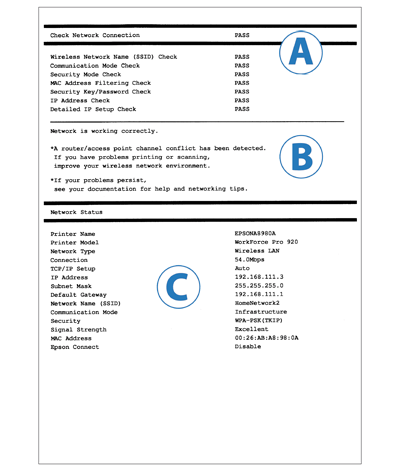 Check Network Connection PASS
A
Wireless Network Name (SSID) Check PASS
Communication Mode Check PASS
Security Mode Check PASS
MAC Address Filtering Check PASS
Security Key/Password Check PASS
IP Address Check PASS
Detailed IP Setup Check PASS
Network is working correctly.
*A router/access point channel conflict has been detected.
If you have problems printing or scanning,
improve your wireless network environment.
B
*If your problems persist,
see your documentation for help and networking tips.
Network Status
Printer Name EPSONA8980A
Printer Model WorkForce Pro 920
Network Type Wireless LAN
Connection 54.0Mbps
TCP/IP Setup Auto
IP Address 192.168.111.3
Subnet Mask 255.255.255.0
Default Gateway 192.168.111.1
Network Name (SSID) HomeNetwork2
Communication Mode Infrastructure
Security WPA-PSK(TKIP)
Signal Strength Excellent
MAC Address 00:26:AB:A8:98:0A
Epson Connect Disable
C